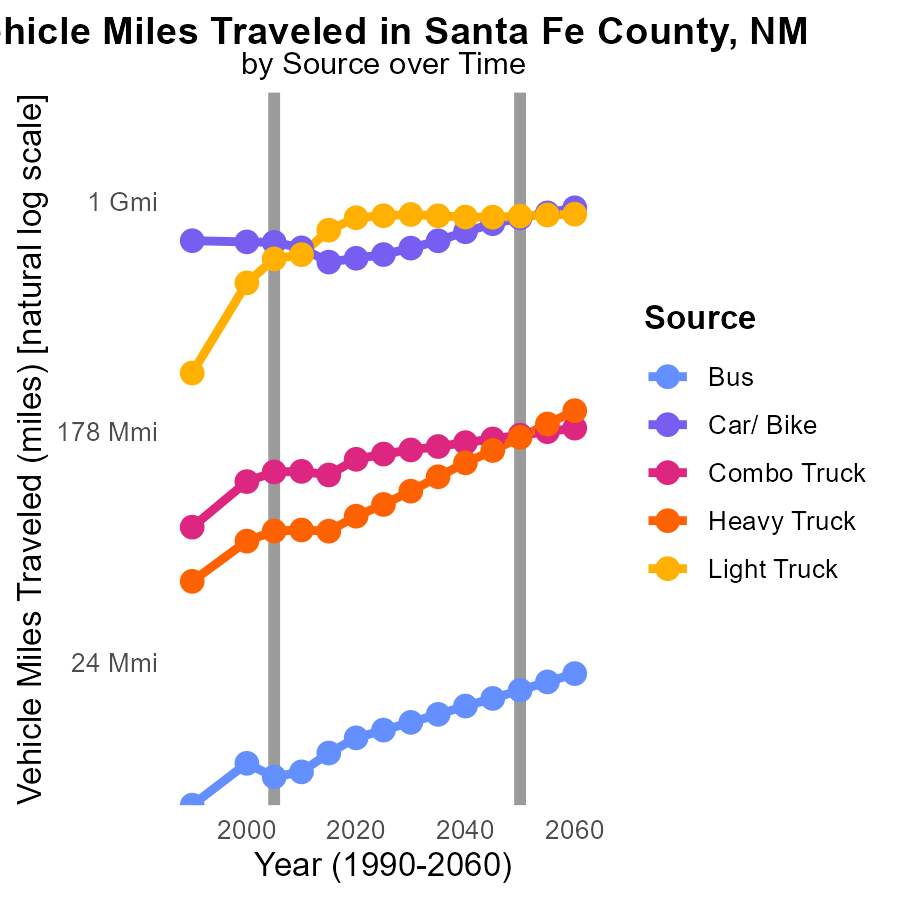 hicle Miles Traveled in Santa Fe County, NM
by Source over Time
Vehicle Miles Traveled (miles) [natural log scale]
1 Gmi
178 Mmi
24 Mmi
2000 2020 2040 2060
Year (1990-2060)
Source
Bus
Car/ Bike
Combo Truck
Heavy Truck
Light Truck